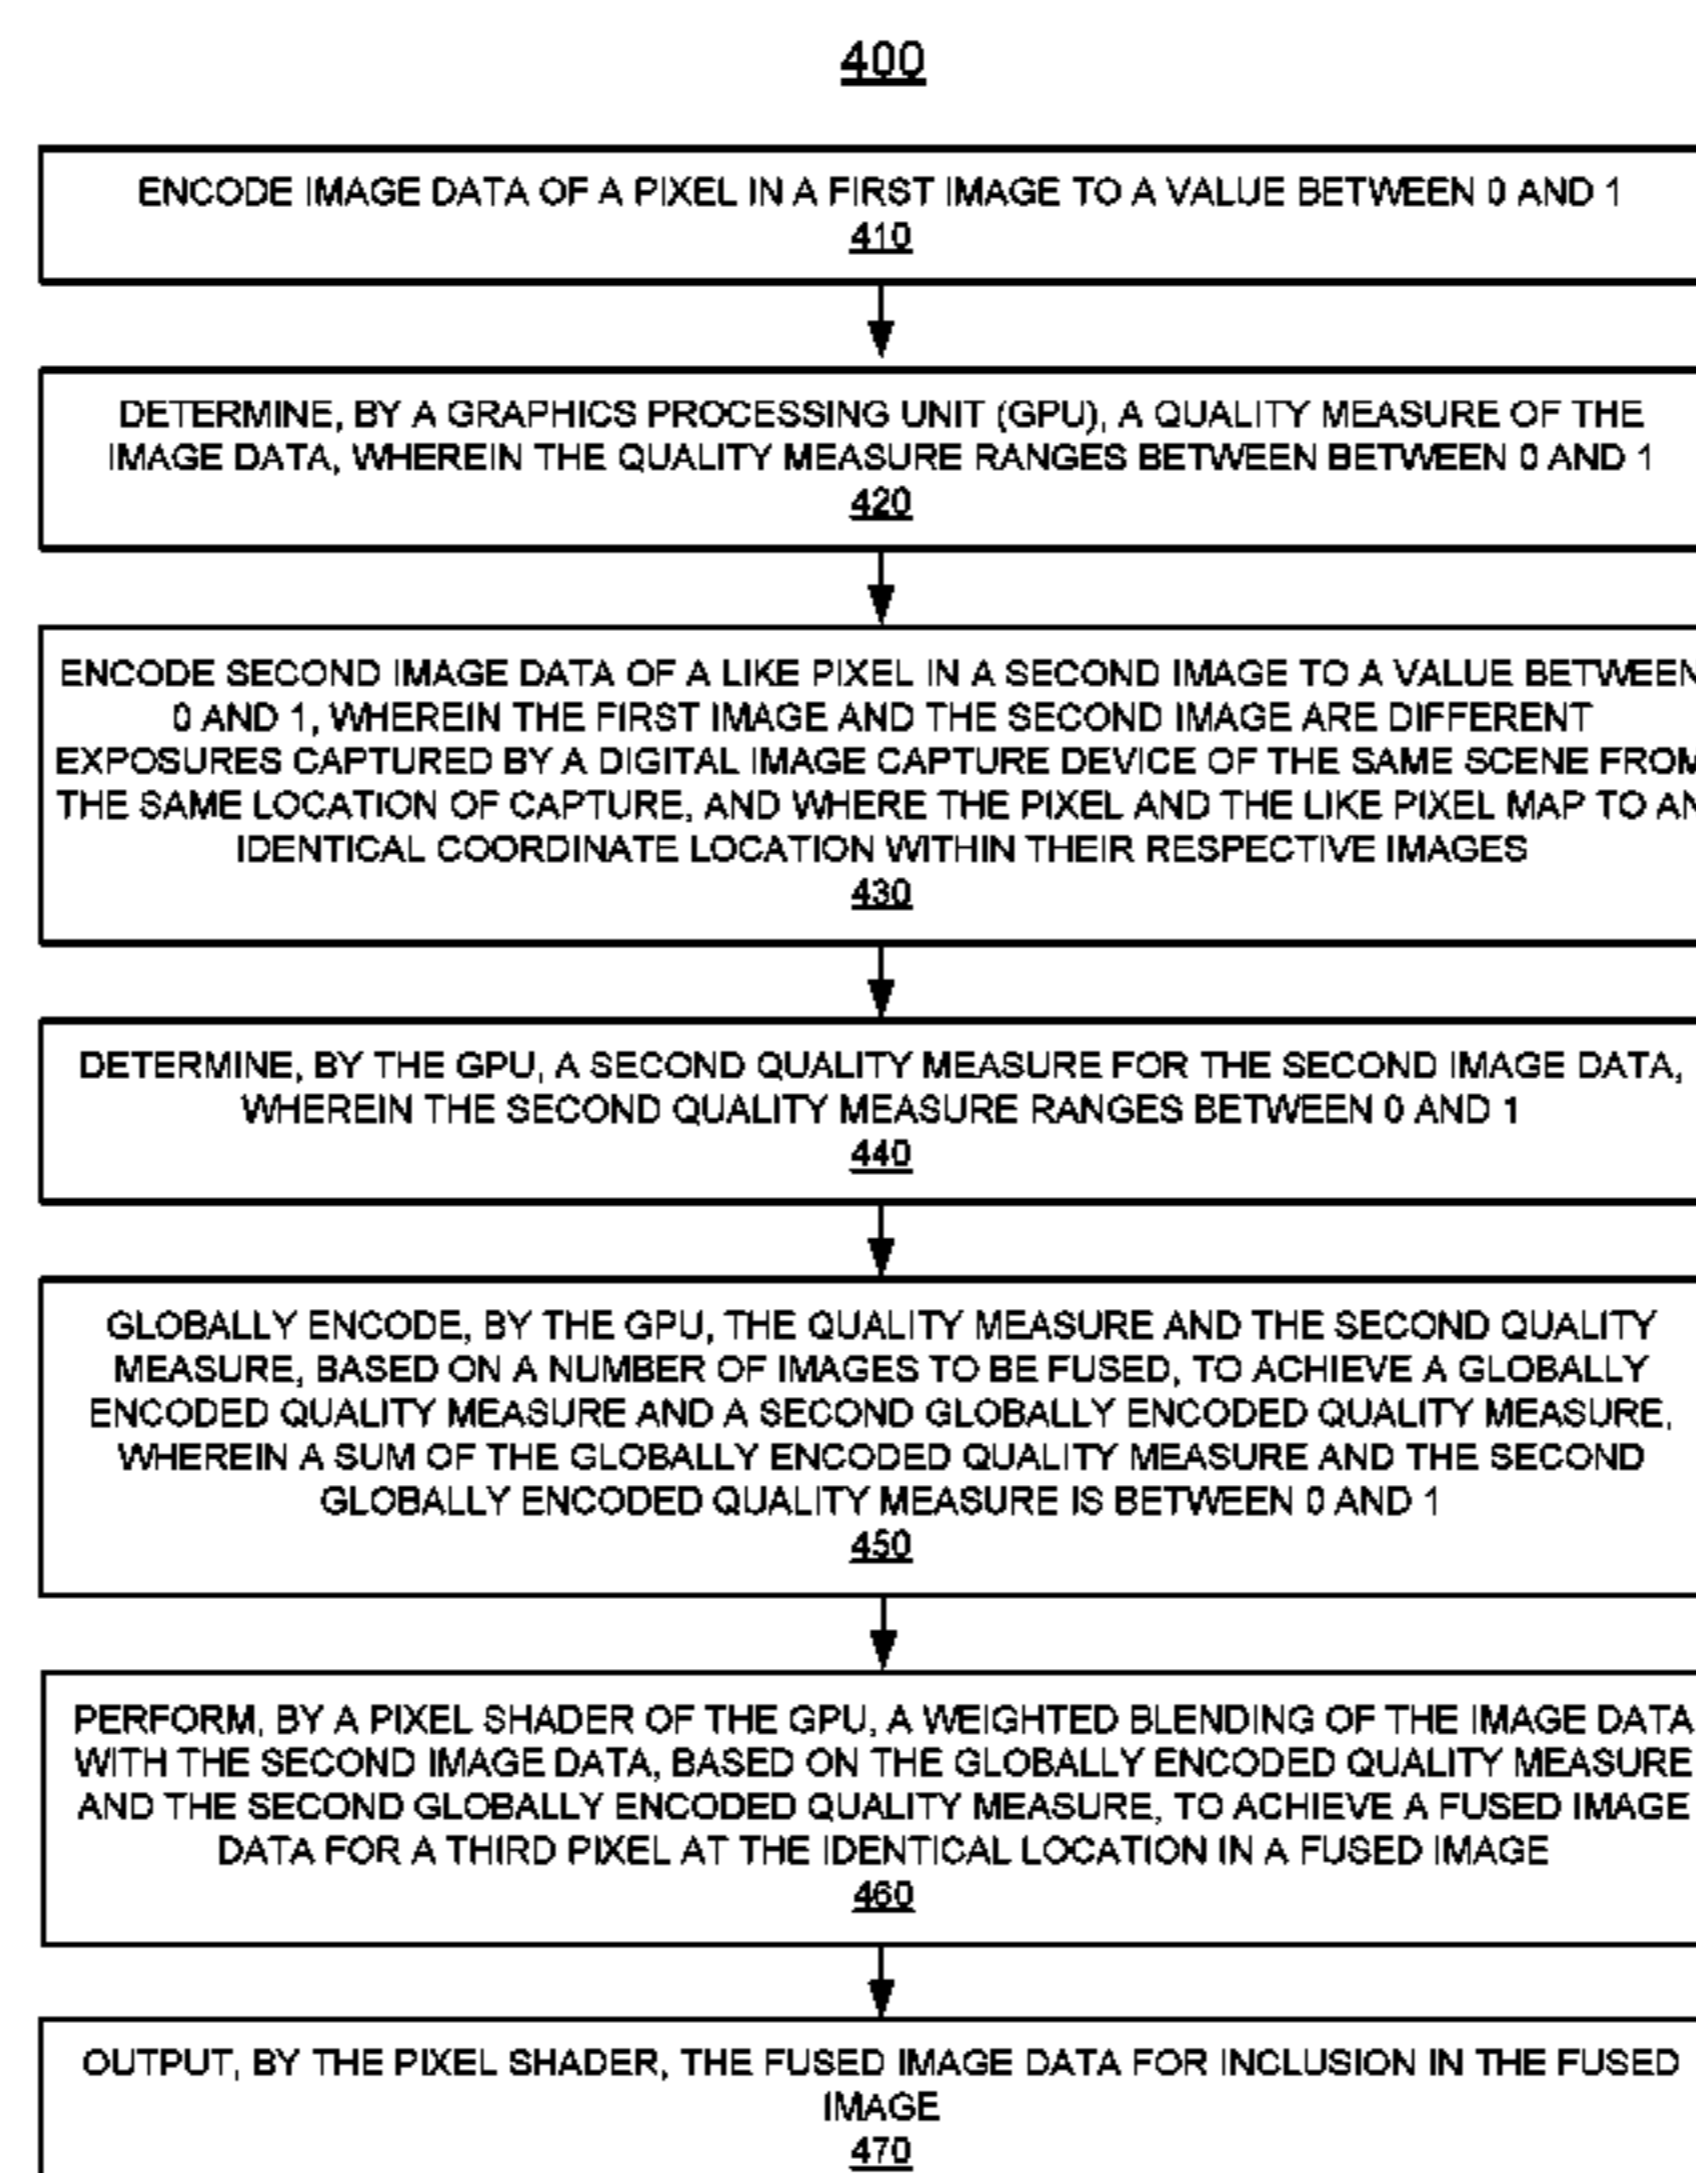 400
ENCODE IMAGE DATA OF A PIXEL IN A FIRST IMAGE TO A VALUE BETWEEN 0 AND 1
410
DETERMINE, BY A GRAPHICS PROCESSING UNIT (GPU), A QUALITY MEASURE OF THE
IMAGE DATA, WHEREIN THE QUALITY MEASURE RANGES BETWEEN BETWEEN 0 AND 1
420
ENCODE SECOND IMAGE DATA OF A LIKE PIXEL IN A SECOND IMAGE TO A VALUE BETWEEN
0 AND 1, WHEREIN THE FIRST IMAGE AND THE SECOND IMAGE ARE DIFFERENT
EXPOSURES CAPTURED BY A DIGITAL IMAGE CAPTURE DEVICE OF THE SAME SCENE FROM
THE SAME LOCATION OF CAPTURE, AND WHERE THE PIXEL AND THE LIKE PIXEL MAP TO AN
IDENTICAL COORDINATE LOCATION WITHIN THEIR RESPECTIVE IMAGES
430
DETERMINE, BY THE GPU, A SECOND QUALITY MEASURE FOR THE SECOND IMAGE DATA,
WHEREIN THE SECOND QUALITY MEASURE RANGES BETWEEN 0 AND 1
440
GLOBALLY ENCODE, BY THE GPU, THE QUALITY MEASURE AND THE SECOND QUALITY
MEASURE, BASED ON A NUMBER OF IMAGES TO BE FUSED, TO ACHIEVE A GLOBALLY
ENCODED QUALITY MEASURE AND A SECOND GLOBALLY ENCODED QUALITY MEASURE,
WHEREIN A SUM OF THE GLOBALLY ENCODED QUALITY MEASURE AND THE SECOND
GLOBALLY ENCODED QUALITY MEASURE IS BETWEEN 0 AND 1
450
PERFORM, BY A PIXEL SHADER OF THE GPU, A WEIGHTED BLENDING OF THE IMAGE DATA
WITH THE SECOND IMAGE DATA, BASED ON THE GLOBALLY ENCODED QUALITY MEASURE
AND THE SECOND GLOBALLY ENCODED QUALITY MEASURE, TO ACHIEVE A FUSED IMAGE
DATA FOR A THIRD PIXEL AT THE IDENTICAL LOCATION IN A FUSED IMAGE
460
OUTPUT, BY THE PIXEL SHADER, THE FUSED IMAGE DATA FOR INCLUSION IN THE FUSED
IMAGE
470